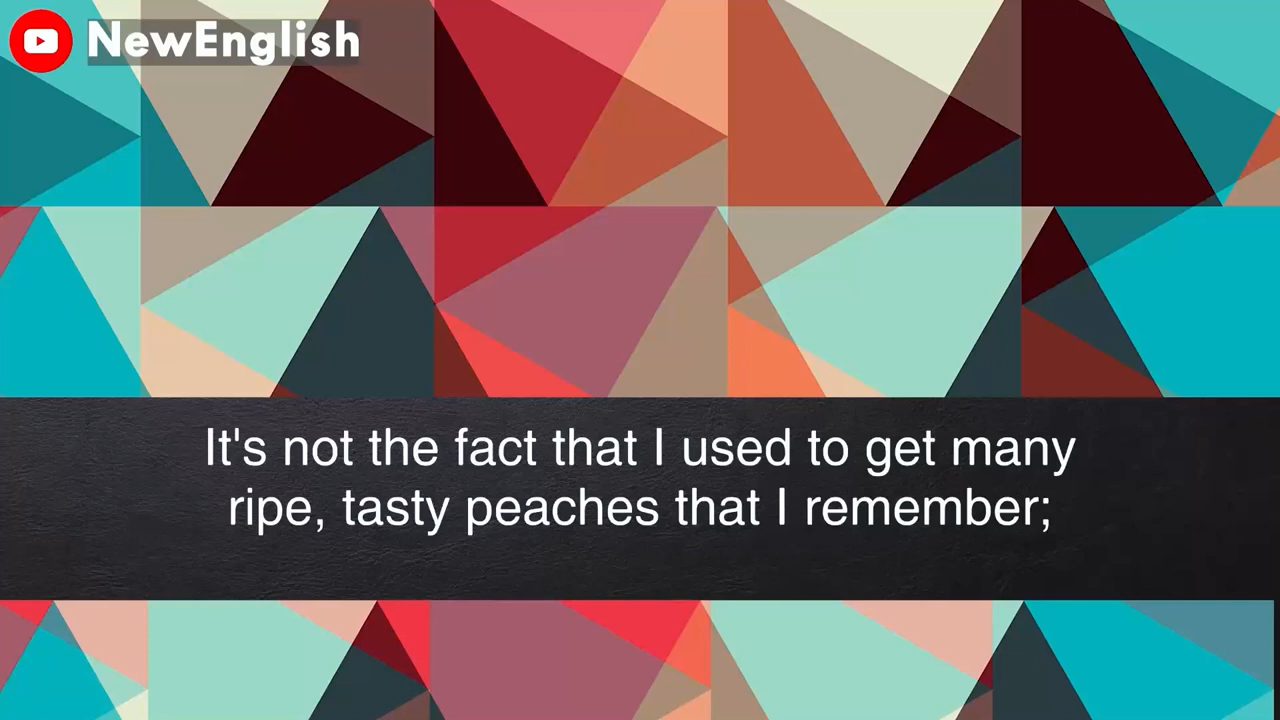 NewEnglish
It's not the fact that I used to get many
ripe, tasty peaches that I remember;